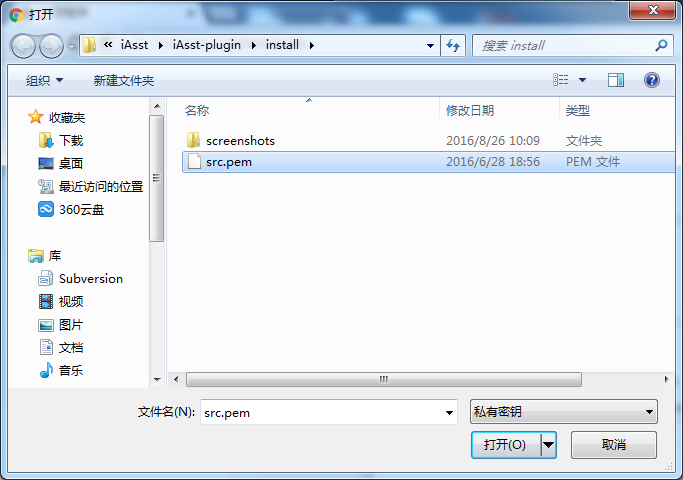 打开
« iAsst ▸ iAsst-plugin ▸ install ▸
搜索 install
组织 新建文件夹
名称 修改日期 类型
收藏夹
下载
桌面
最近访问的位置
360云盘
库
Subversion
视频
图片
文档
音乐
screenshots 2016/8/26 10:09 文件夹
src.pem 2016/6/28 18:56 PEM 文件
文件名(N): src.pem 私有密钥
打开(O) 取消